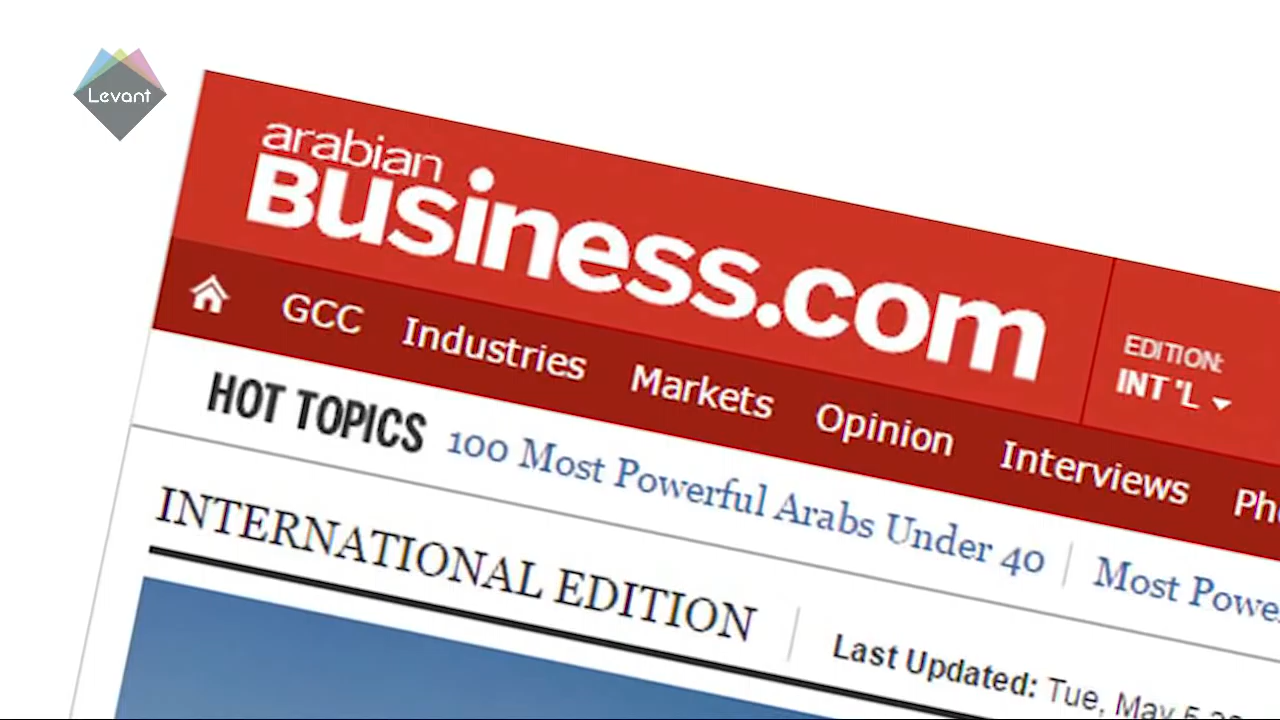 Levant
arabian
Business.com
EDITION:
INT'L
GCC Industries Markets Opinion Interviews
HOT TOPICS 100 Most Powerful Arabs Under 40 Most
INTERNATIONAL EDITION Last Updated: Tue, May 5